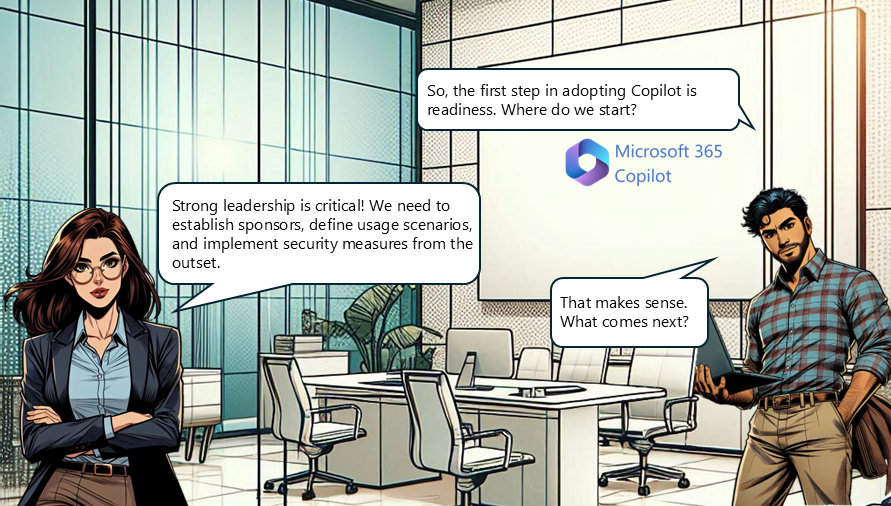 So, the first step in adopting Copilot is
readiness. Where do we start?
Microsoft 365
Copilot
Strong leadership is critical! We need to
establish sponsors, define usage scenarios,
and implement security measures from the
outset.
That makes sense.
What comes next?